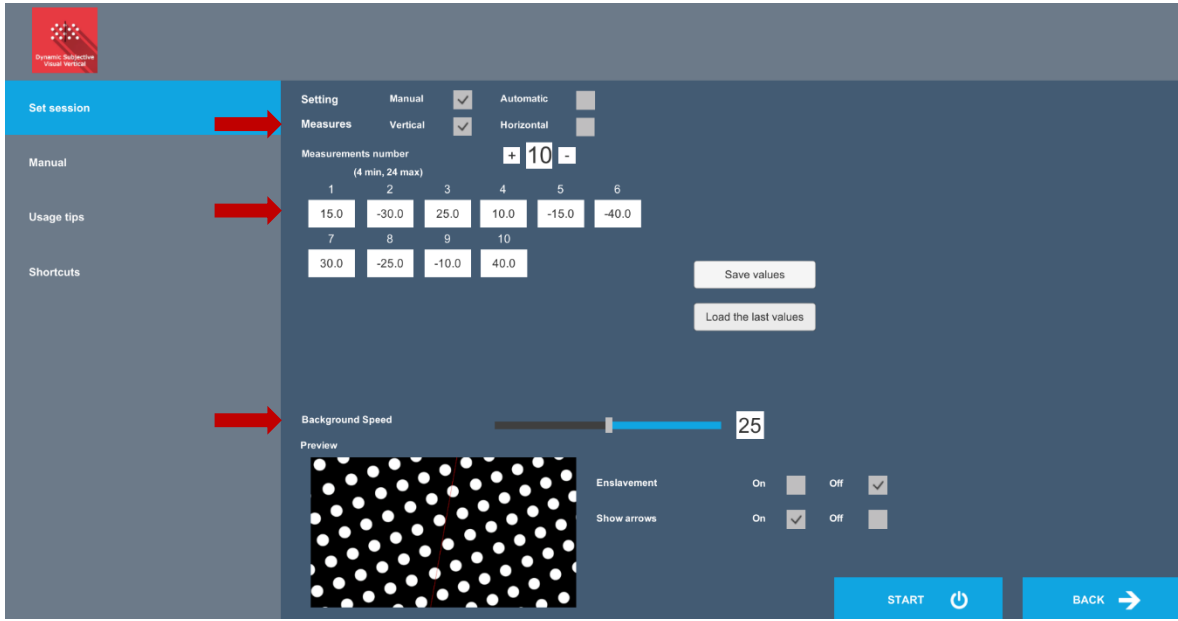 Dynamic Subjective
Visual Vertical
Set session
Manual
Usage tips
Shortcuts
Setting Manual Automatic
Measures Vertical Horizontal
Measurements number + 10 -
(4 min, 24 max)
1 2 3 4 5 6
15.0 -30.0 25.0 10.0 -15.0 -40.0
7 8 9 10
30.0 -25.0 -10.0 40.0
Save values
Load the last values
Background Speed 25
Preview
Enslavement On Off
Show arrows On Off
START BACK